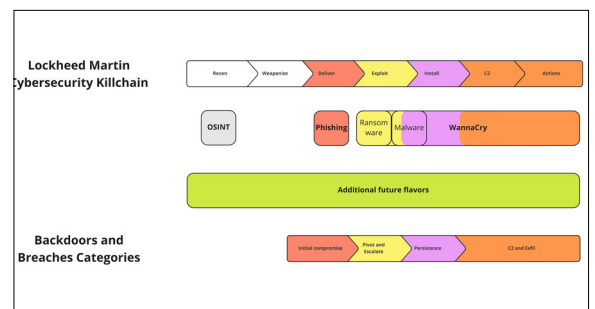 Lockheed Martin
Cybersecurity Killchain
Recon
Weaponize
Deliver
Exploit
Install
C2
Actions
OSINT
Phishing
Ransom
ware
Malware
WannaCry
Additional future flavors
Backdoors and
Breaches Categories
Initial compromise
Pivot and
Escalate
Persistence
C2 and Exfil